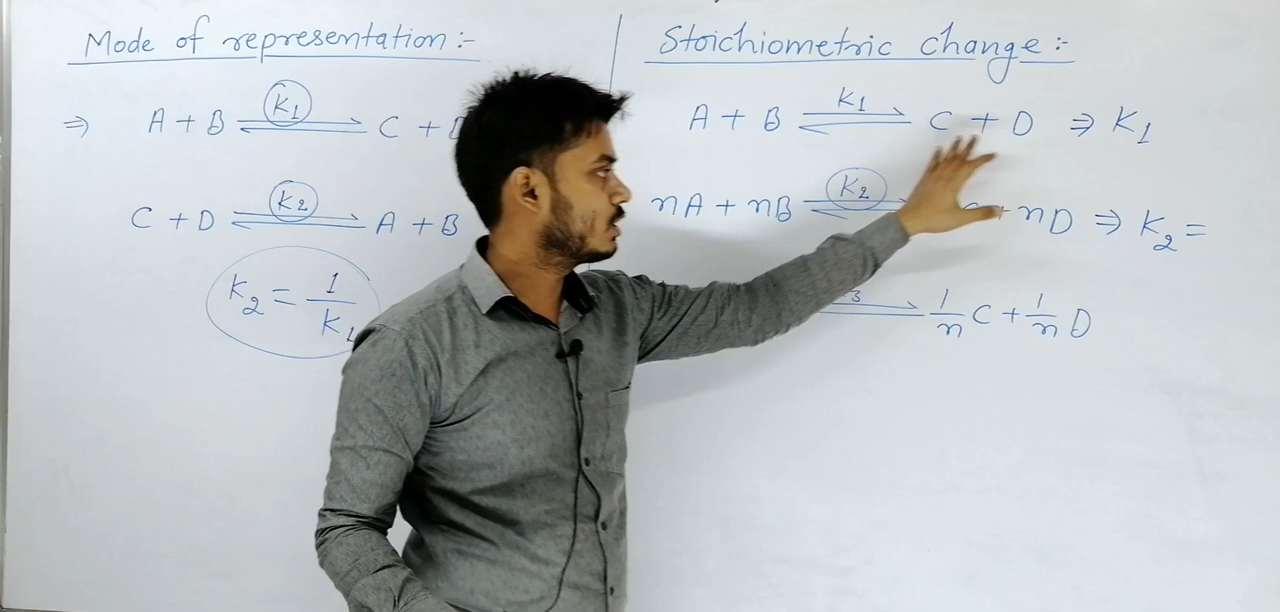 Mode of representation:-
⇒ A + B ⇌ K1 C +
C + D ⇌ K2 A + B
K2 = 1/K1
Stoichiometric change:-
A + B ⇌ K1 C + D ⇒ K1
nA + nB ⇌ K2 + nD ⇒ K2 =
3 1/n C + 1/n D